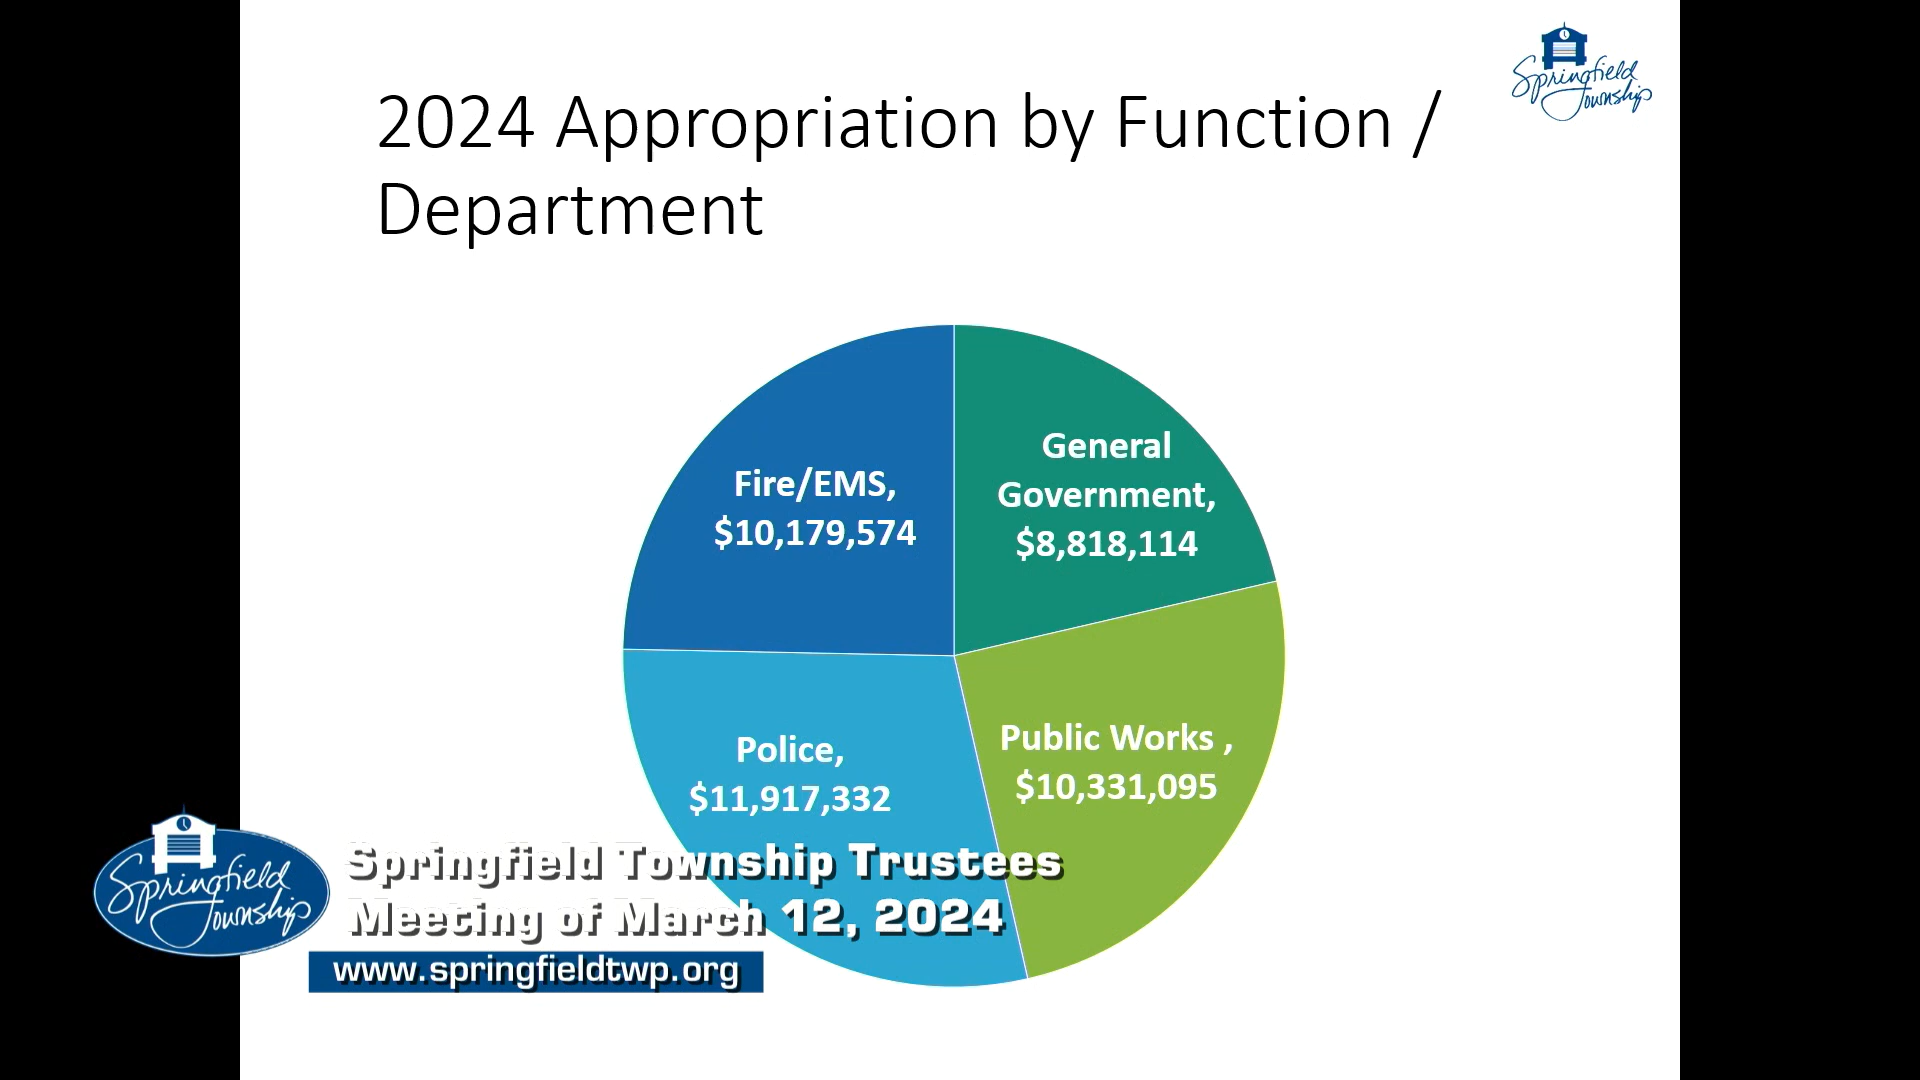 Springfield
Township
2024 Appropriation by Function /
Department
General
Government,
$8,818,114
Fire/EMS,
$10,179,574
Public Works ,
$10,331,095
Police,
$11,917,332
Springfield
Township
Springfield Township Trustees
Meeting of March 12, 2024
www.springfieldtwp.org